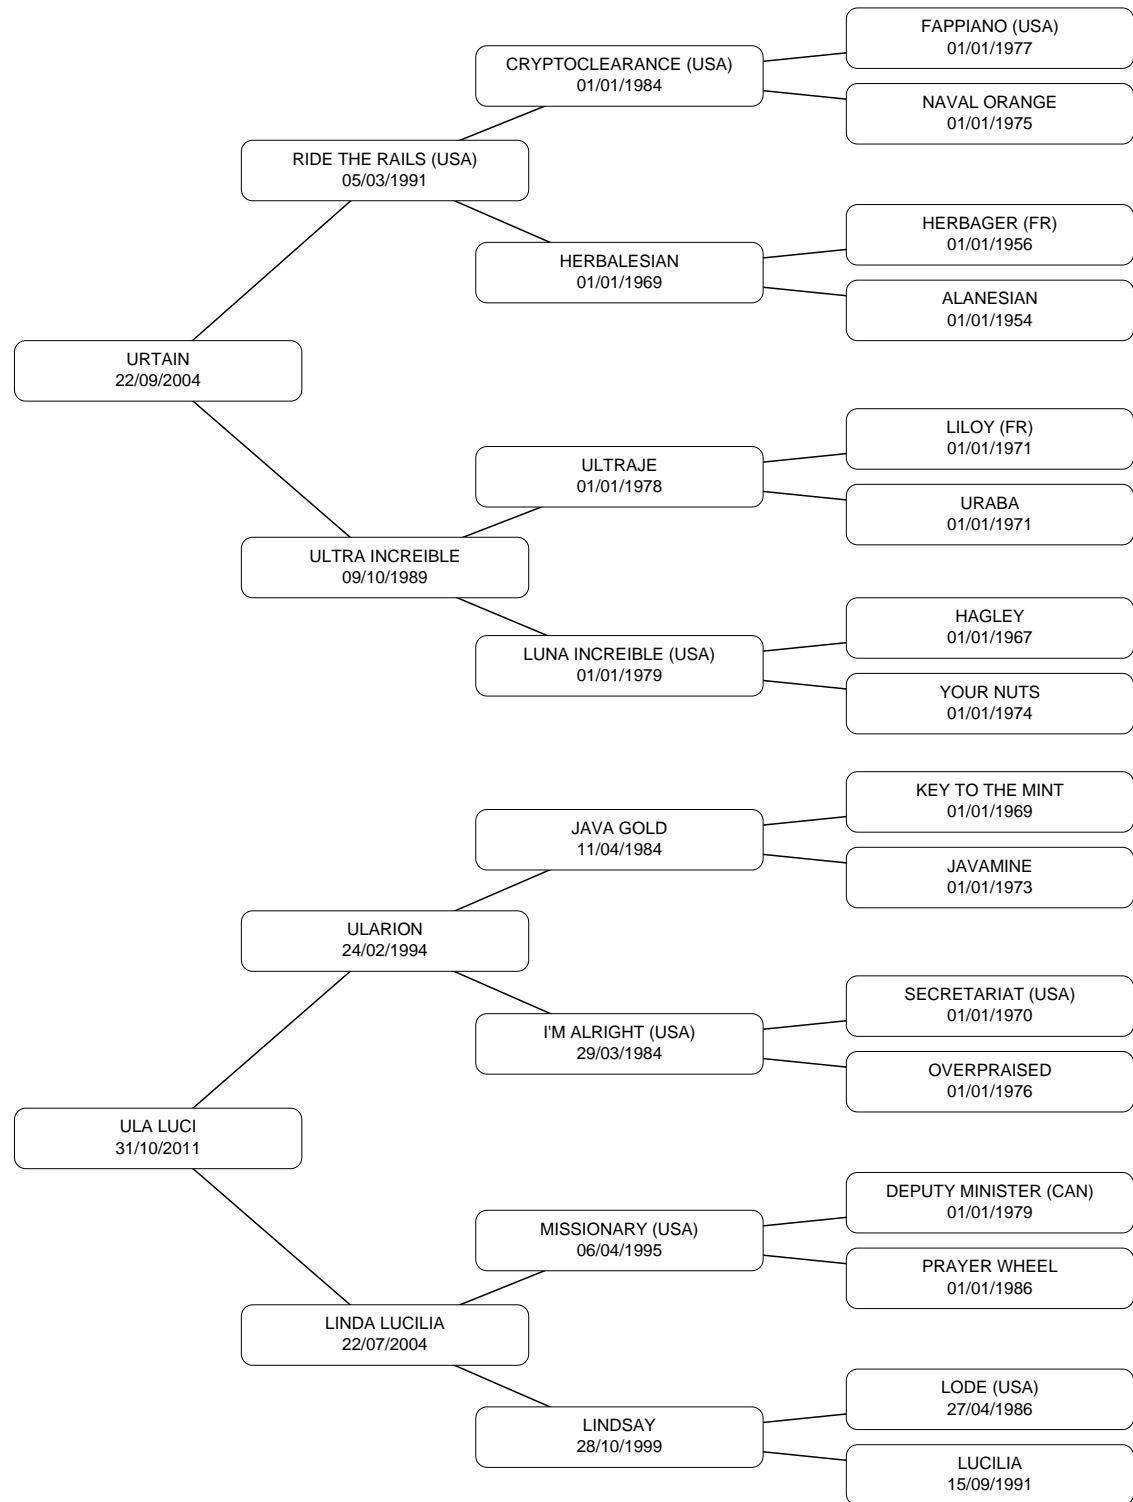 FAPPIANO (USA)
01/01/1977
CRYPTOCLEARANCE (USA)
01/01/1984
NAVAL ORANGE
01/01/1975
RIDE THE RAILS (USA)
05/03/1991
HERBAGER (FR)
01/01/1956
HERBALESIAN
01/01/1969
ALANESIAN
01/01/1954
URTAIN
22/09/2004
LILOY (FR)
01/01/1971
ULTRAJE
01/01/1978
URABA
01/01/1971
ULTRA INCREIBLE
09/10/1989
HAGLEY
01/01/1967
LUNA INCREIBLE (USA)
01/01/1979
YOUR NUTS
01/01/1974
KEY TO THE MINT
01/01/1969
JAVA GOLD
11/04/1984
JAVAMINE
01/01/1973
ULARION
24/02/1994
SECRETARIAT (USA)
01/01/1970
I'M ALRIGHT (USA)
29/03/1984
OVERPRAISED
01/01/1976
ULA LUCI
31/10/2011
DEPUTY MINISTER (CAN)
01/01/1979
MISSIONARY (USA)
06/04/1995
PRAYER WHEEL
01/01/1986
LINDA LUCILIA
22/07/2004
LODE (USA)
27/04/1986
LINDSAY
28/10/1999
LUCILIA
15/09/1991